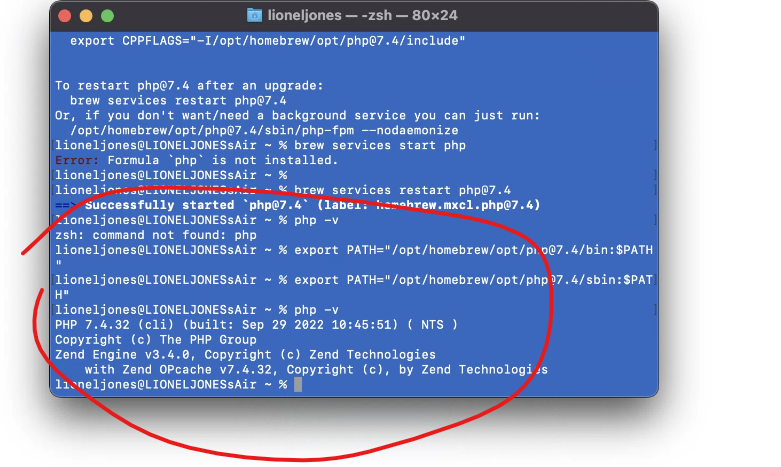 lioneljones — -zsh — 80×24
export CPPFLAGS="-I/opt/homebrew/opt/php@7.4/include"
To restart php@7.4 after an upgrade:
brew services restart php@7.4
Or, if you don't want/need a background service you can just run:
/opt/homebrew/opt/php@7.4/sbin/php-fpm --nodaemonize
[lioneljones@LIONELJONESsAir ~ % brew services start php ]
Error: Formula `php` is not installed.
[lioneljones@LIONELJONESsAir ~ % ]
[lioneljones@LIONELJONESsAir ~ % brew services restart php@7.4 ]
==> Successfully started `php@7.4` (label: homebrew.mxcl.php@7.4)
[lioneljones@LIONELJONESsAir ~ % php -v ]
zsh: command not found: php
[lioneljones@LIONELJONESsAir ~ % export PATH="/opt/homebrew/opt/php@7.4/bin:$PATH]
"
[lioneljones@LIONELJONESsAir ~ % export PATH="/opt/homebrew/opt/php@7.4/sbin:$PAT]
H"
[lioneljones@LIONELJONESsAir ~ % php -v ]
PHP 7.4.32 (cli) (built: Sep 29 2022 10:45:51) ( NTS )
Copyright (c) The PHP Group
Zend Engine v3.4.0, Copyright (c) Zend Technologies
with Zend OPcache v7.4.32, Copyright (c), by Zend Technologies
lioneljones@LIONELJONESsAir ~ %